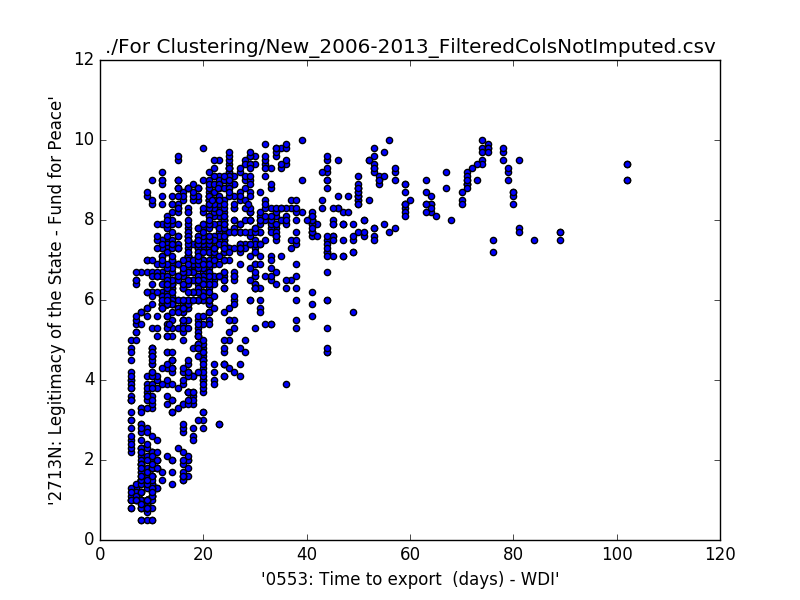 ./For Clustering/New_2006-2013_FilteredColsNotImputed.csv
12
10
8
6
4
2
0
'2713N: Legitimacy of the State - Fund for Peace'
0 20 40 60 80 100 120
'0553: Time to export  (days) - WDI'